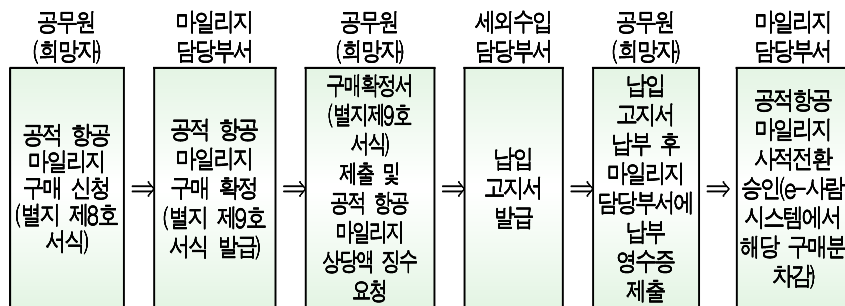 공무원
(희망자)
공적 항공
마일리지
구매 신청
(별지 제8호
서식)
⇒
마일리지
담당부서
공적 항공
마일리지
구매 확정
(별지 제9호
서식 발급)
⇒
공무원
(희망자)
구매확정서
(별지제9호
서식)
제출 및
공적 항공
마일리지
상당액 징수
요청
⇒
세외수입
담당부서
납입
고지서
발급
⇒
공무원
(희망자)
납입
고지서
납부 후
마일리지
담당부서에
납부
영수증
제출
⇒
마일리지
담당부서
공적항공
마일리지
사적전환
승인(e-사람
시스템에서
해당 구매분
차감)